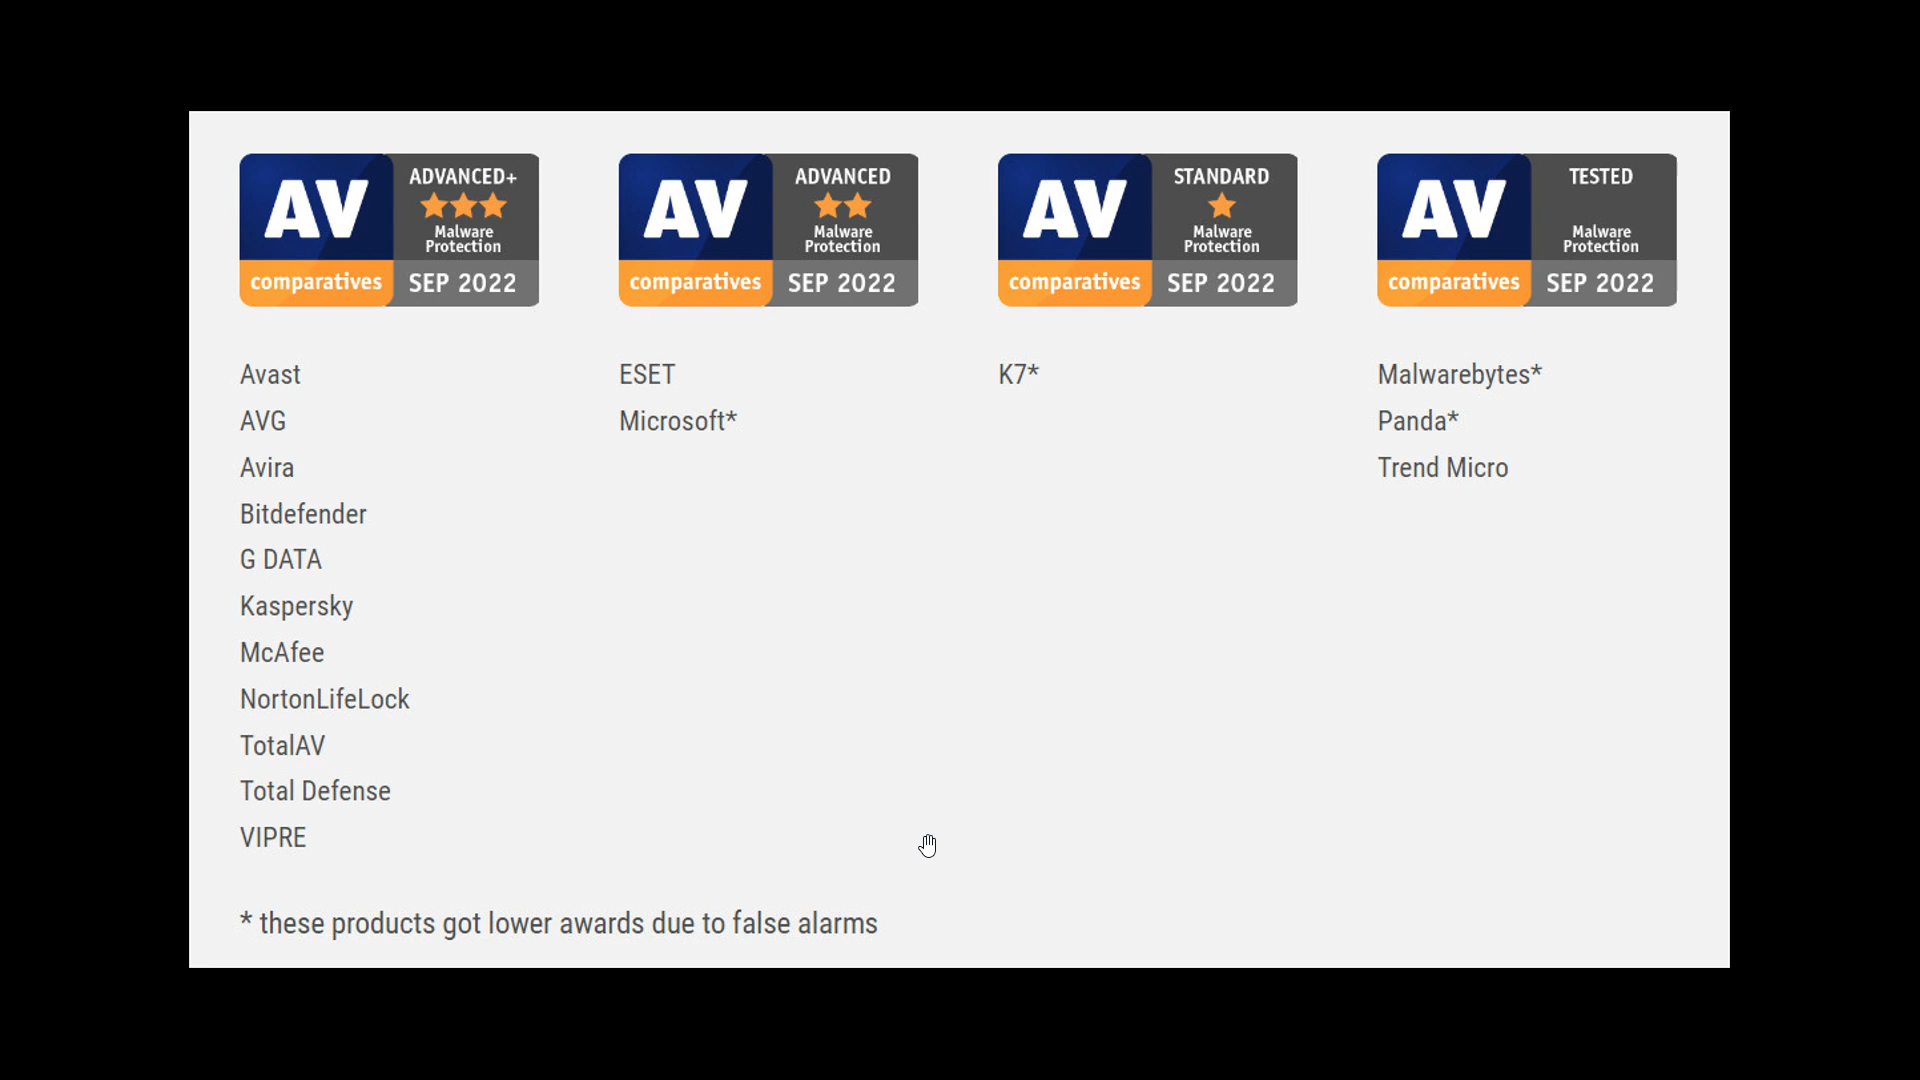 AV comparatives ADVANCED+ Malware Protection SEP 2022
AV comparatives ADVANCED Malware Protection SEP 2022
AV comparatives STANDARD Malware Protection SEP 2022
AV comparatives TESTED Malware Protection SEP 2022
Avast
AVG
Avira
Bitdefender
G DATA
Kaspersky
McAfee
NortonLifeLock
TotalAV
Total Defense
VIPRE
ESET
Microsoft*
K7*
Malwarebytes*
Panda*
Trend Micro
* these products got lower awards due to false alarms